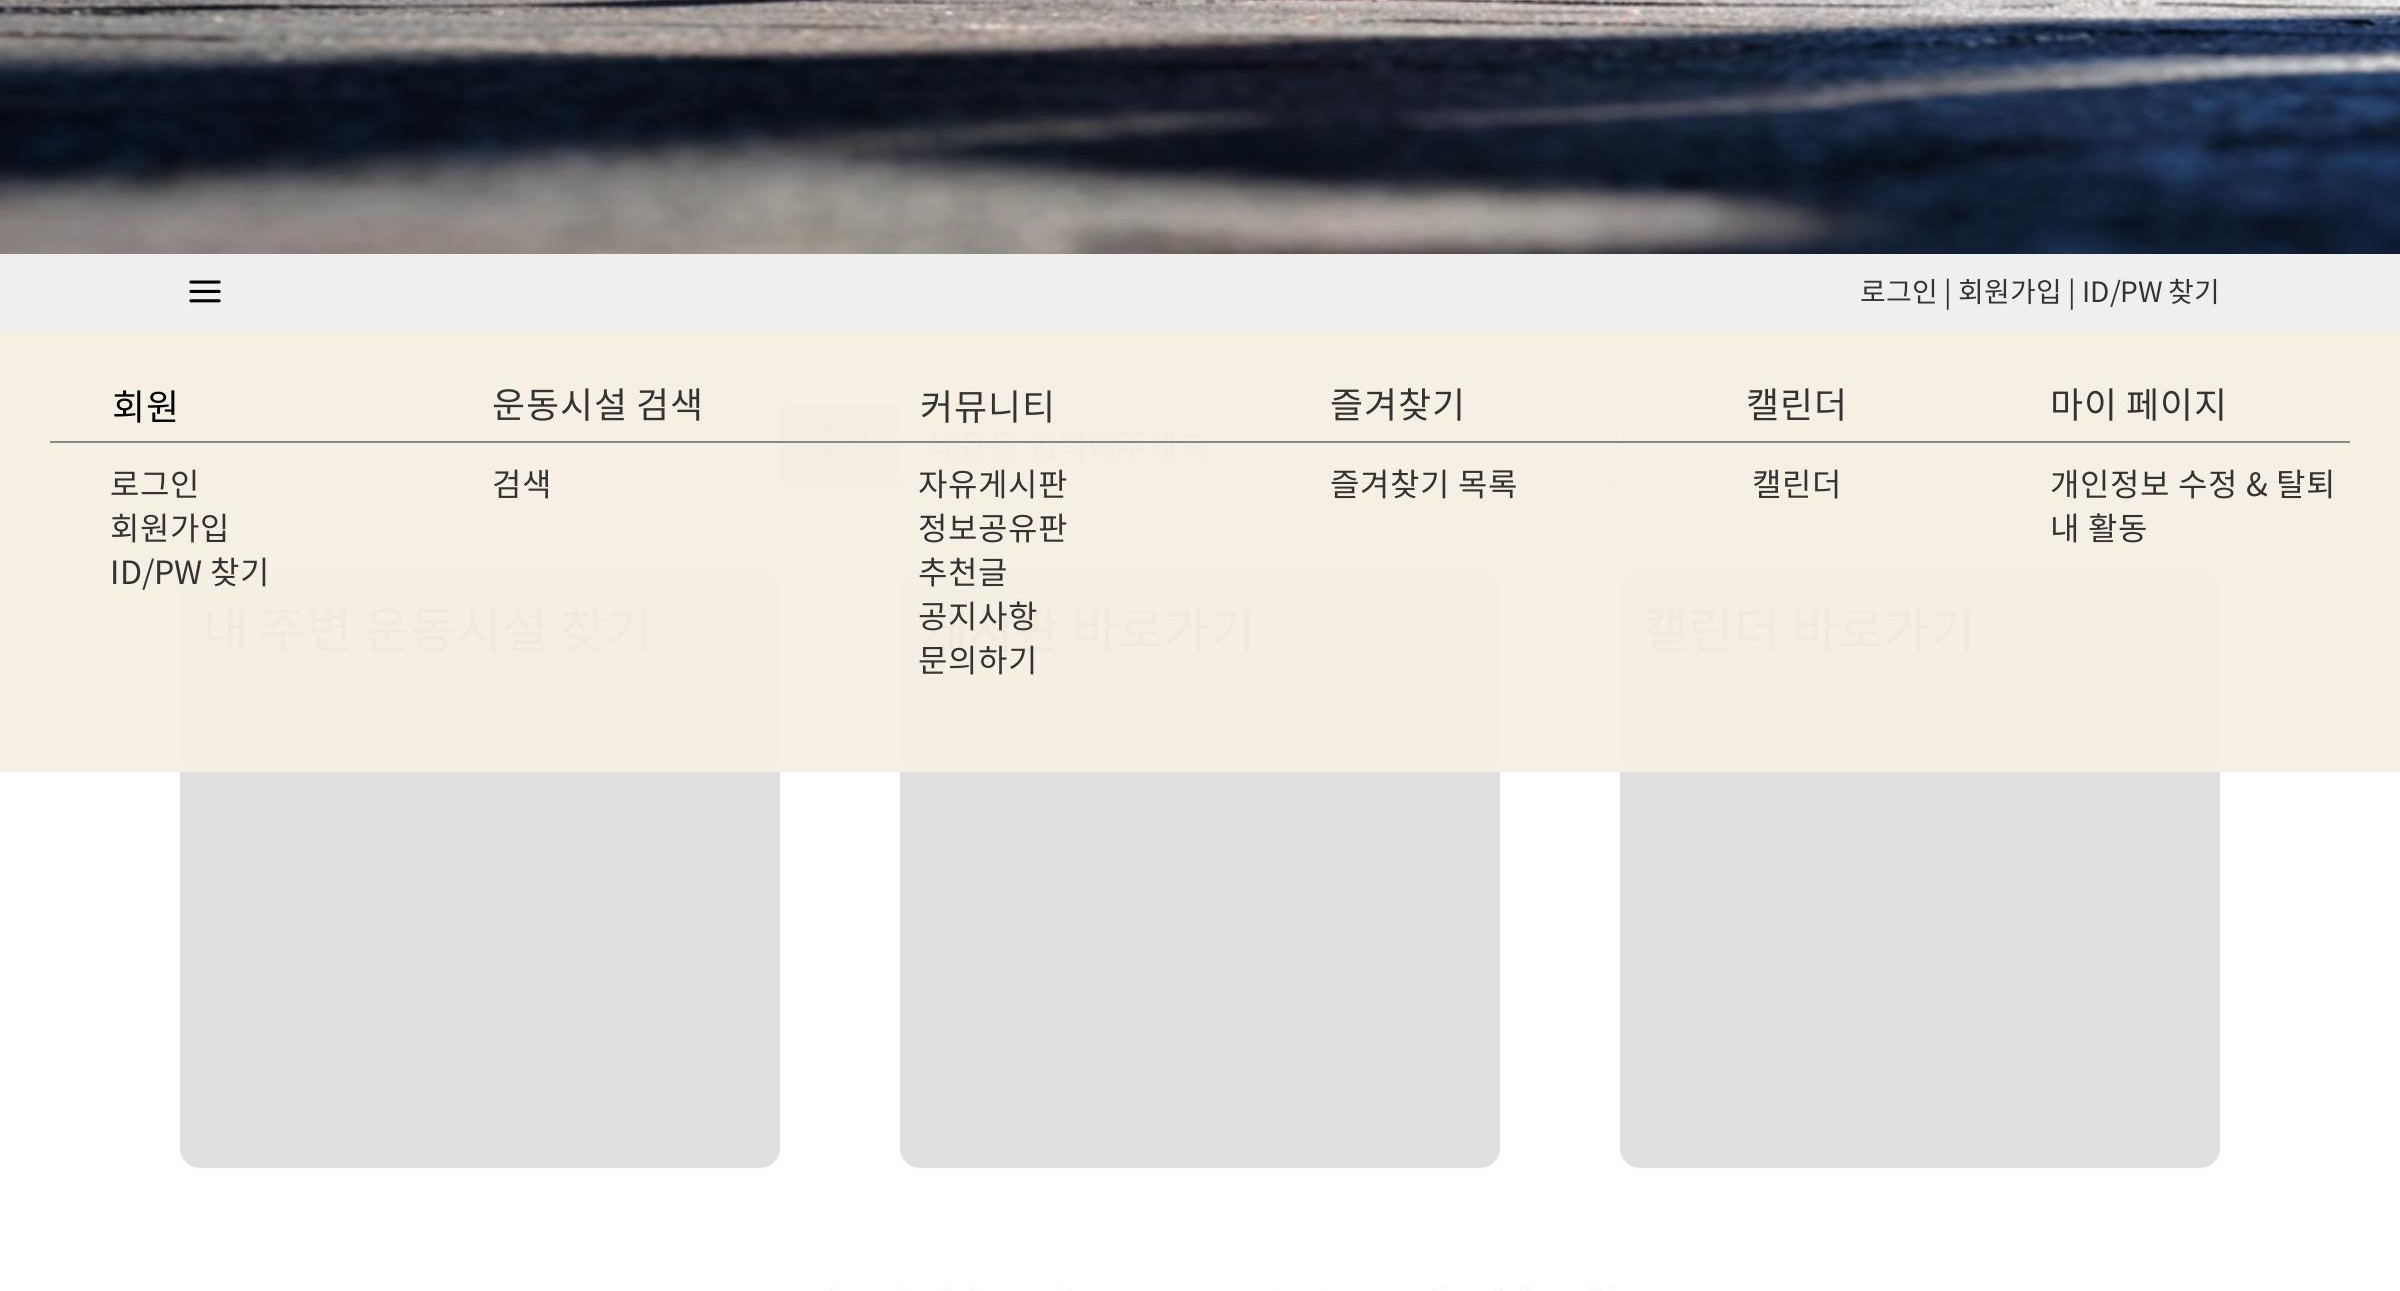 로그인 | 회원가입 | ID/PW 찾기
회원
운동시설 검색
커뮤니티
즐겨찾기
캘린더
마이 페이지
로그인
회원가입
ID/PW 찾기
검색
자유게시판
정보공유판
추천글
공지사항
문의하기
즐겨찾기 목록
캘린더
개인정보 수정 & 탈퇴
내 활동
내 주변 운동시설 찾기
바로가기
캘린더 바로가기